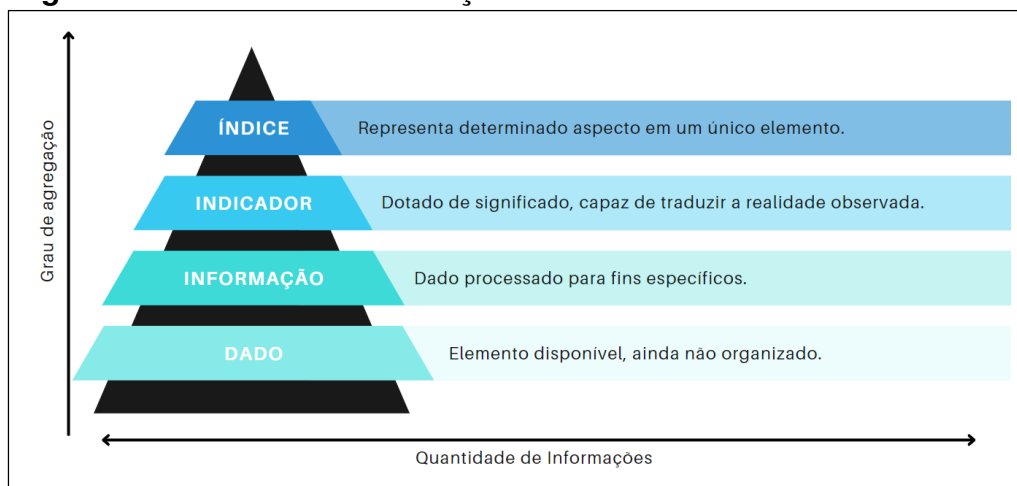 ÍNDICE
Representa determinado aspecto em um único elemento.
INDICADOR
Dotado de significado, capaz de traduzir a realidade observada.
INFORMAÇÃO
Dado processado para fins específicos.
DADO
Elemento disponível, ainda não organizado.
Grau de agregação
Quantidade de Informações